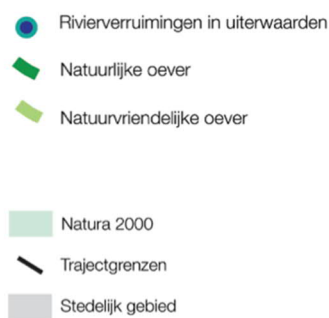 Rivierverruimingen in uiterwaarden
Natuurlijke oever
Natuurvriendelijke oever
Natura 2000
Trajectgrenzen
Stedelijk gebied